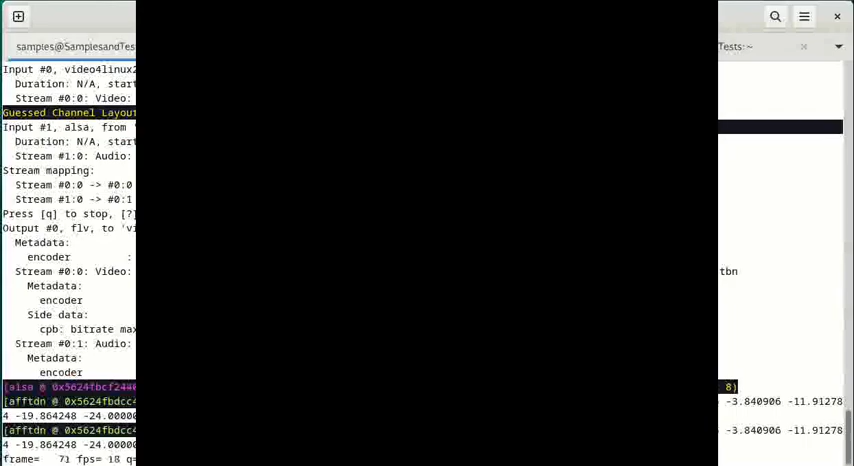 samples@SamplesandTes Tests: ~
Input #0, video4linux2
Duration: N/A, start
Stream #0:0: Video:
Guessed Channel Layout
Input #1, alsa, from '
Duration: N/A, start
Stream #1:0: Audio:
Stream mapping:
Stream #0:0 -> #0:0
Stream #1:0 -> #0:1
Press [q] to stop, [?]
Output #0, flv, to 'vi
Metadata:
encoder :
Stream #0:0: Video: tbn
Metadata:
encoder
Side data:
cpb: bitrate max
Stream #0:1: Audio:
Metadata:
encoder
[alsa @ 8)
[afftdn @ 0x5624fbdcc4 -3.840906 -11.91278
4 -19.864248 -24.00000
[afftdn @ 0x5624fbdcc4 -3.840906 -11.91278
4 -19.864248 -24.00000
frame= 71 fps= 18 q=